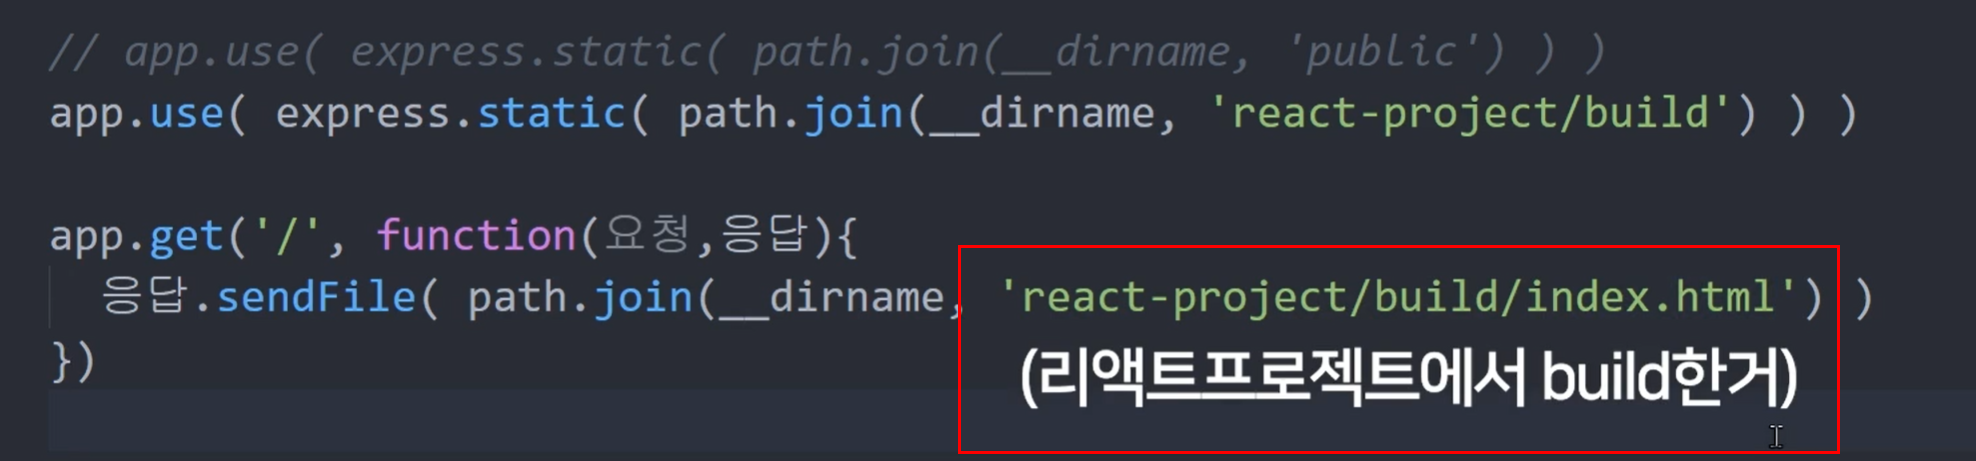 // app.use( express.static( path.join(__dirname, 'public') ) )
app.use( express.static( path.join(__dirname, 'react-project/build') ) )
app.get('/', function(요청,응답){
응답.sendFile( path.join(__dirname, 'react-project/build/index.html') )
})
(리액트프로젝트에서 build한거)